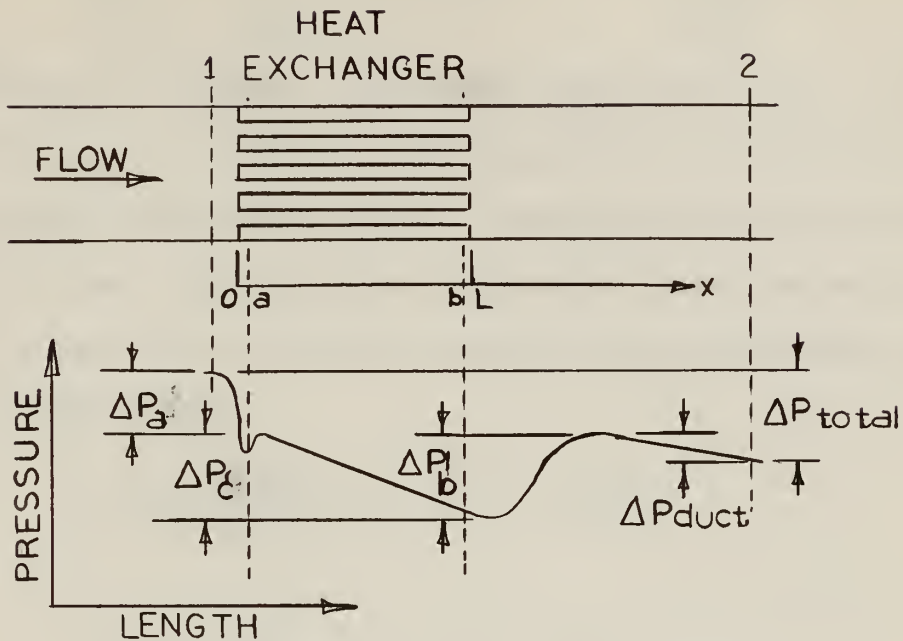 HEAT
1 EXCHANGER 2
FLOW
0 a b L x
ΔPa
ΔPc
ΔPb
ΔPtotal
ΔPduct
PRESSURE
LENGTH